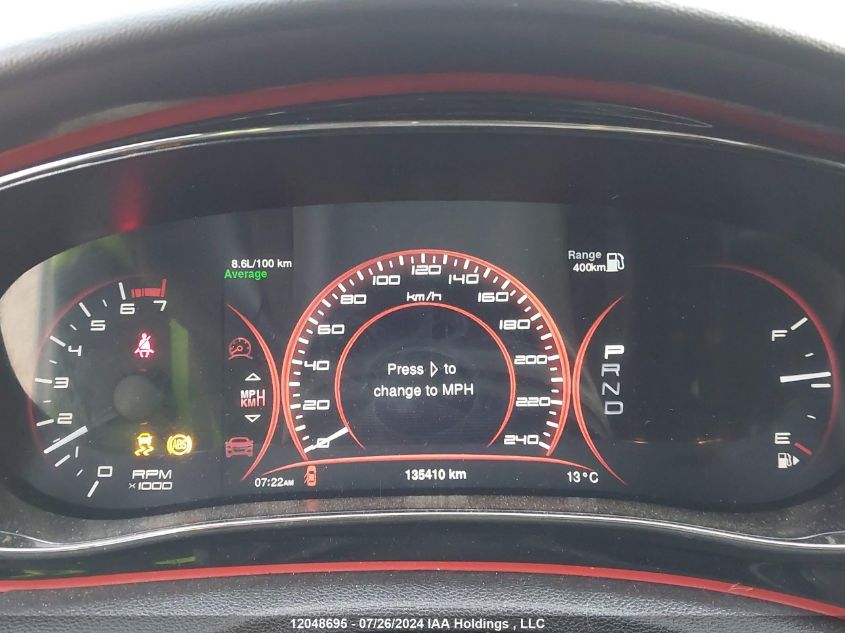 8.6L/100 km
Average
Range
400km
0
2
3
4
5
6
7
RPM
x1000
ABS
MPH
KM/H
0
20
40
60
80
100
120
140
160
180
200
220
240
km/h
Press ▷ to
change to MPH
P
R
N
D
F
E
07:22AM
135410 km
13°C
12048695 - 07/26/2024 IAA Holdings , LLC